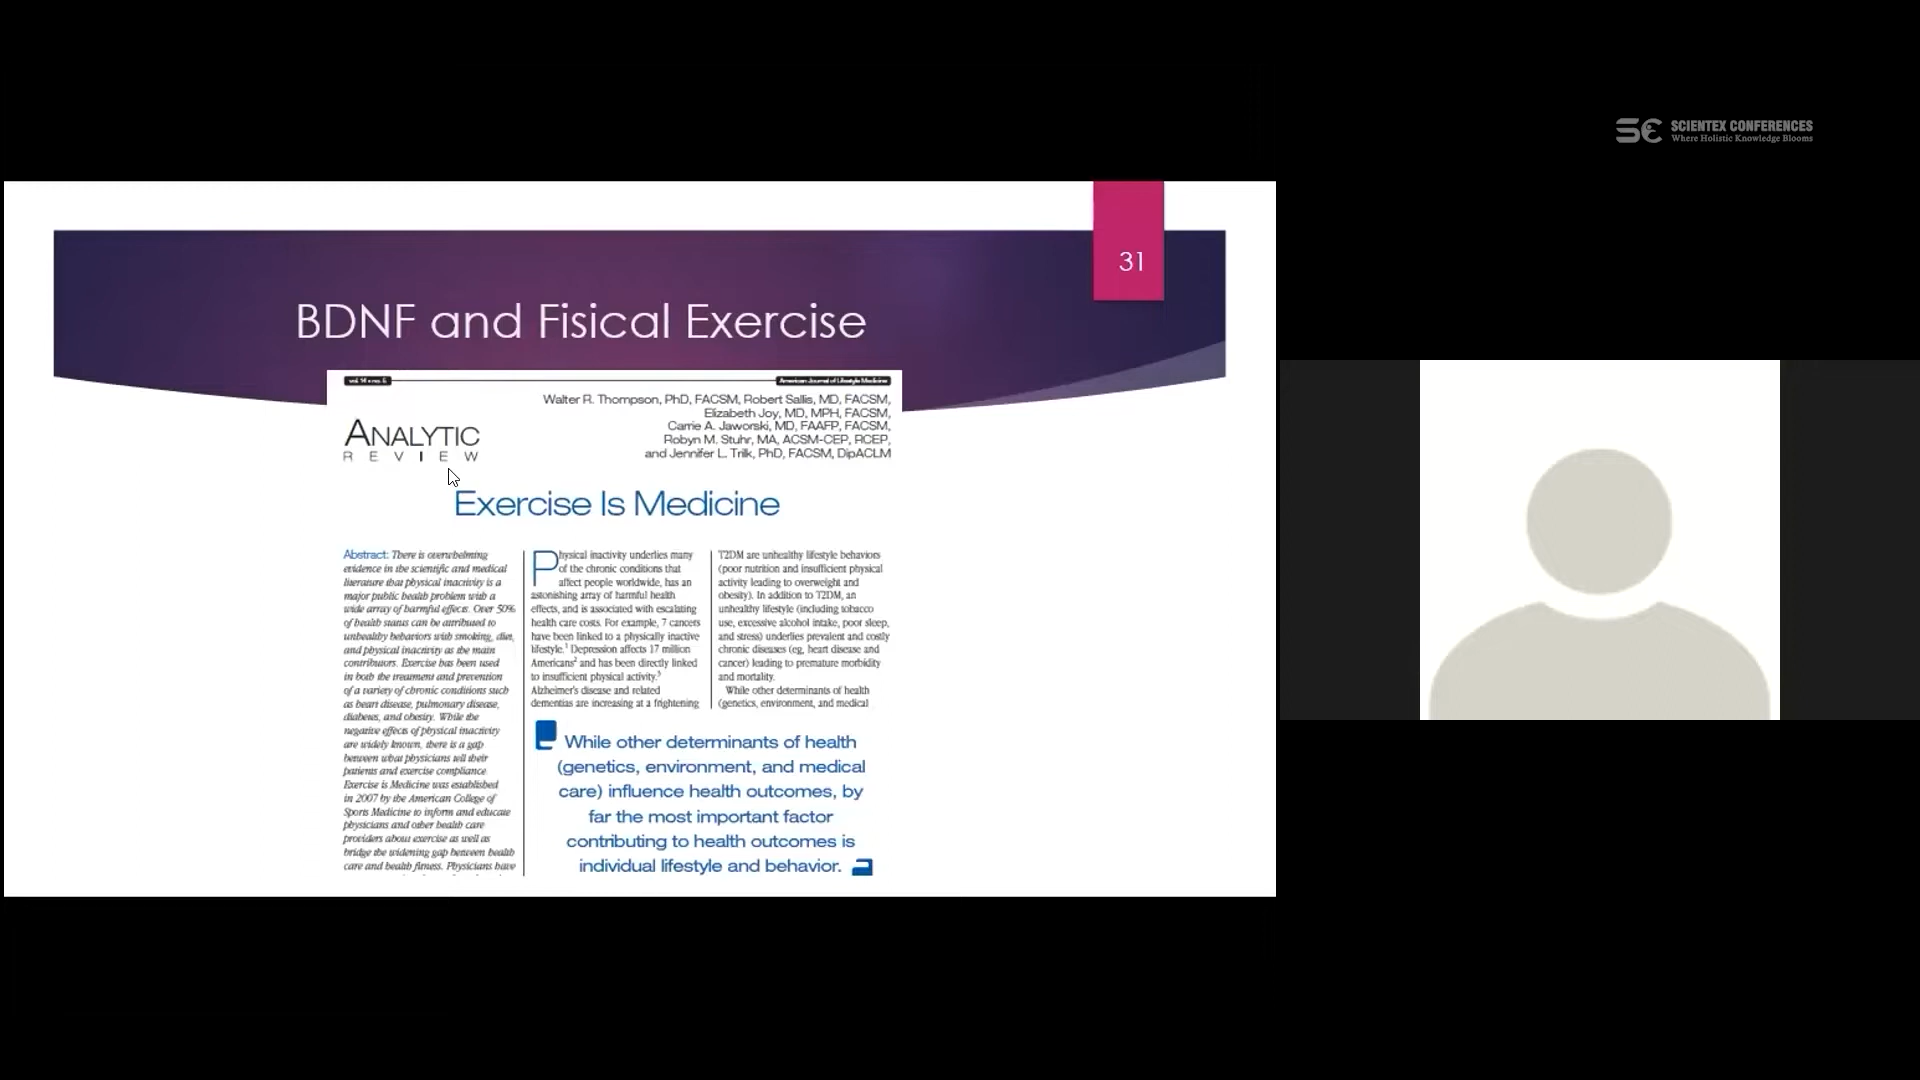 SCIENTEX CONFERENCES
Where Holistic Knowledge Blooms
31
BDNF and Fisical Exercise
vol. 14 • no. 5
American Journal of Lifestyle Medicine
Walter R. Thompson, PhD, FACSM, Robert Sallis, MD, FACSM,
Elizabeth Joy, MD, MPH, FACSM,
Carrie A. Jaworski, MD, FAAFP, FACSM,
Robyn M. Stuhr, MA, ACSM-CEP, RCEP,
and Jennifer L. Trilk, PhD, FACSM, DipACLM
ANALYTIC
REVIEW
Exercise Is Medicine
Abstract: There is overwhelming
evidence in the scientific and medical
literature that physical inactivity is a
major public health problem with a
wide array of harmful effects. Over 50%
of health status can be attributed to
unhealthy behaviors with smoking, diet,
and physical inactivity as the main
contributors. Exercise has been used
in both the treatment and prevention
of a variety of chronic conditions such
as heart disease, pulmonary disease,
diabetes, and obesity. While the
negative effects of physical inactivity
are widely known, there is a gap
between what physicians tell their
patients and exercise compliance.
Exercise is Medicine was established
in 2007 by the American College of
Sports Medicine to inform and educate
physicians and other health care
providers about exercise as well as
bridge the widening gap between health
care and health fitness. Physicians have
Physical inactivity underlies many
of the chronic conditions that
affect people worldwide, has an
astonishing array of harmful health
effects, and is associated with escalating
health care costs. For example, 7 cancers
have been linked to a physically inactive
lifestyle.1 Depression affects 17 million
Americans2 and has been directly linked
to insufficient physical activity.3
Alzheimer's disease and related
dementias are increasing at a frightening
T2DM are unhealthy lifestyle behaviors
(poor nutrition and insufficient physical
activity leading to overweight and
obesity). In addition to T2DM, an
unhealthy lifestyle (including tobacco
use, excessive alcohol intake, poor sleep,
and stress) underlies prevalent and costly
chronic diseases (eg, heart disease and
cancer) leading to premature morbidity
and mortality.
While other determinants of health
(genetics, environment, and medical
While other determinants of health
(genetics, environment, and medical
care) influence health outcomes, by
far the most important factor
contributing to health outcomes is
individual lifestyle and behavior.